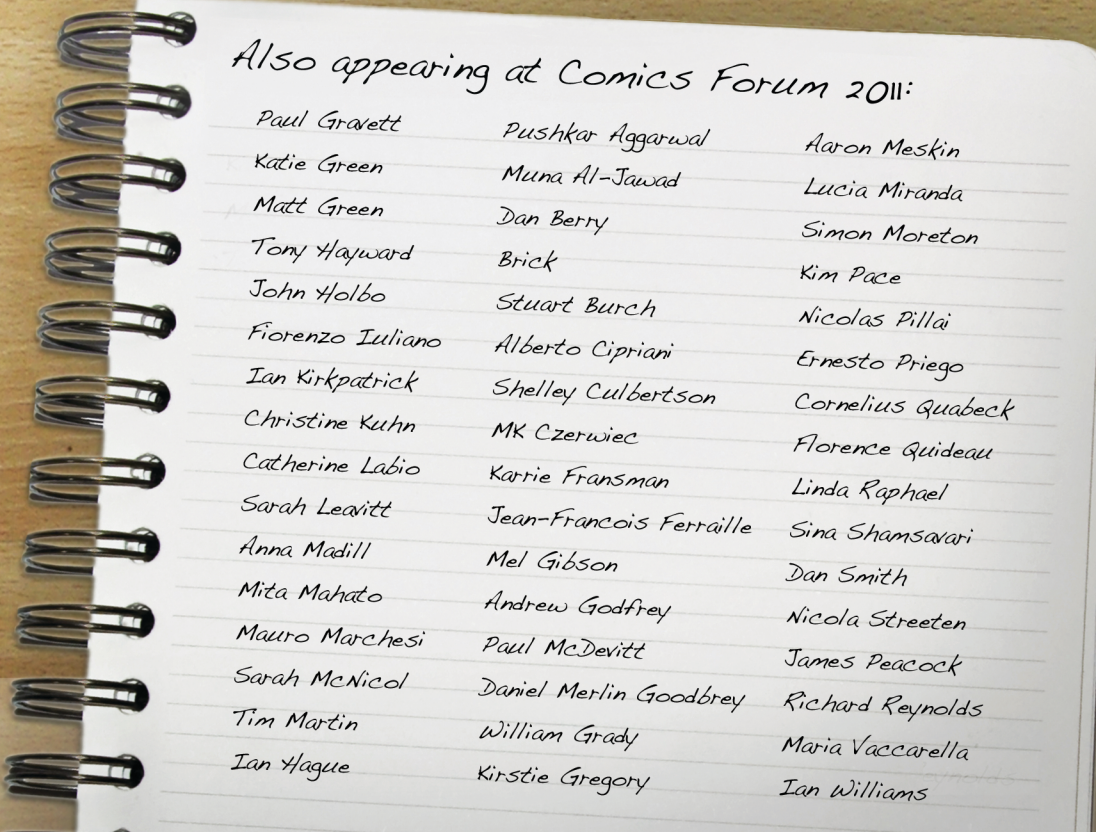 Also appearing at Comics Forum 2011:
Paul Gravett
Katie Green
Matt Green
Tony Hayward
John Holbo
Fiorenzo Iuliano
Ian Kirkpatrick
Christine Kuhn
Catherine Labio
Sarah Leavitt
Anna Madill
Mita Mahato
Mauro Marchesi
Sarah McNicol
Tim Martin
Ian Hague
Pushkar Aggarwal
Muna Al-Jawad
Dan Berry
Brick
Stuart Burch
Alberto Cipriani
Shelley Culbertson
MK Czerwiec
Karrie Fransman
Jean-Francois Ferraille
Mel Gibson
Andrew Godfrey
Paul McDevitt
Daniel Merlin Goodbrey
William Grady
Kirstie Gregory
Aaron Meskin
Lucia Miranda
Simon Moreton
Kim Pace
Nicolas Pillai
Ernesto Priego
Cornelius Quabeck
Florence Quideau
Linda Raphael
Sina Shamsavari
Dan Smith
Nicola Streeten
James Peacock
Richard Reynolds
Maria Vaccarella
Ian Williams